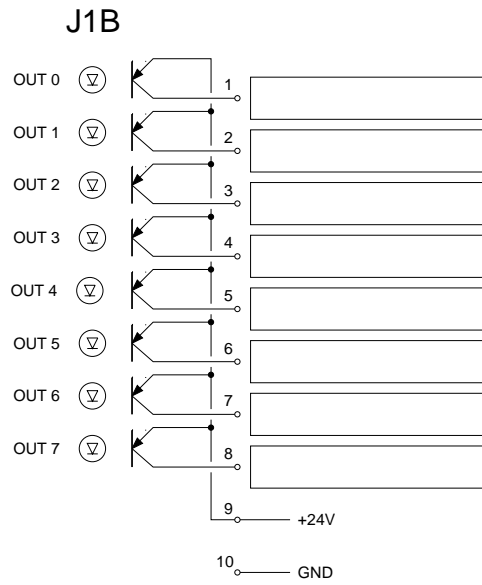 J1B
OUT 0 1
OUT 1 2
OUT 2 3
OUT 3 4
OUT 4 5
OUT 5 6
OUT 6 7
OUT 7 8
9 +24V
10 GND